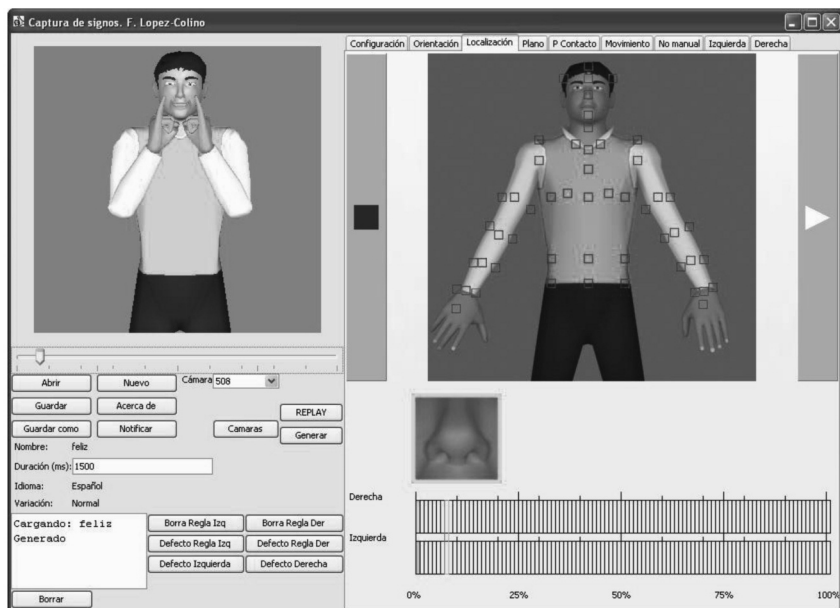 Captura de signos. F. Lopez-Colino
Configuración Orientación Localización Plano P Contacto Movimiento No manual Izquierda Derecha
Abrir Nuevo Cámara 508
Guardar Acerca de REPLAY
Guardar como Notificar Camaras Generar
Nombre: feliz
Duración (ms): 1500
Idioma: Español
Variación: Normal
Cargando: feliz
Generado
Borra Regla Izq Borra Regla Der
Defecto Regla Izq Defecto Regla Der
Defecto Izquierda Defecto Derecha
Borrar
Derecha
Izquierda
0% 25% 50% 75% 100%